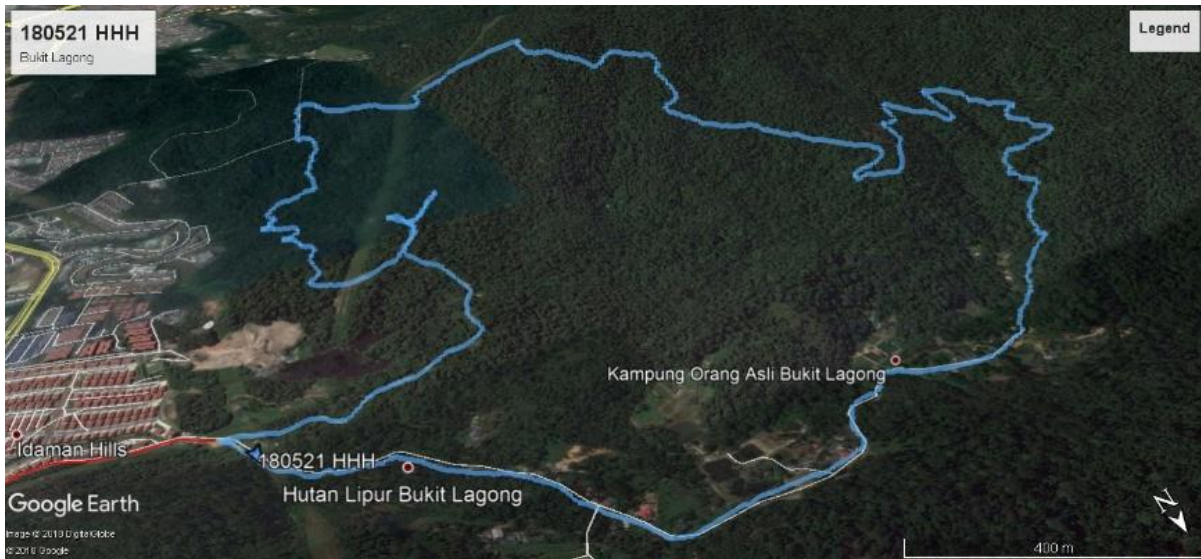 180521 HHH
Bukit Lagong
Legend
Kampung Orang Asli Bukit Lagong
Idaman Hills
180521 HHH
Hutan Lipur Bukit Lagong
Google Earth
Image © 2018 DigitalGlobe
© 2018 Google
N
400 m